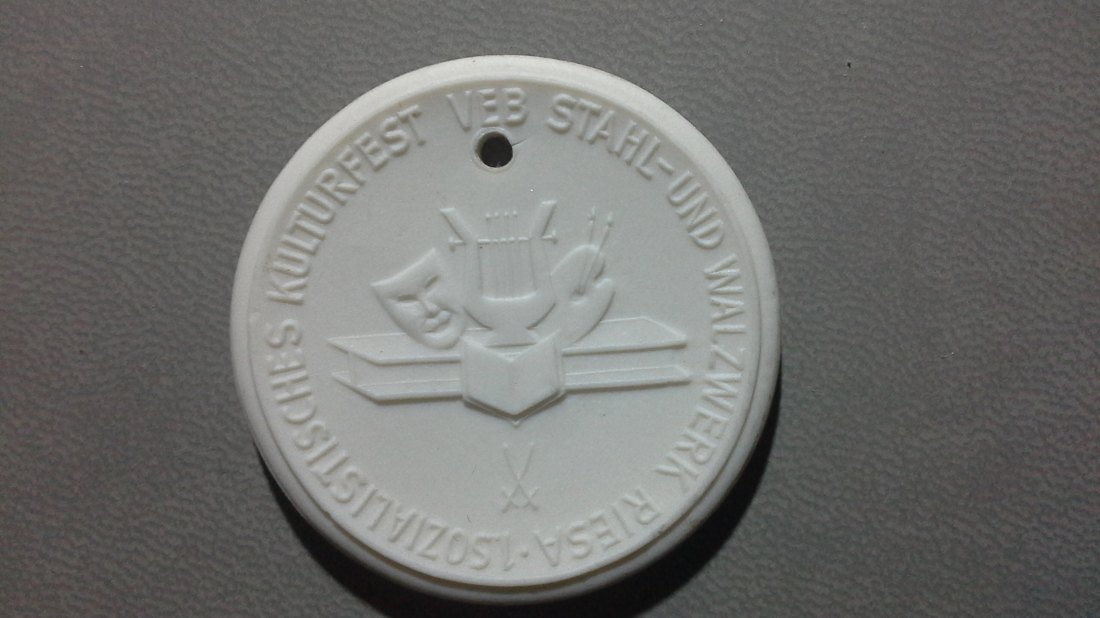 1.SOZIALISTISCHES KULTURFEST VEB STAHL-UND WALZWERK RIESA ·